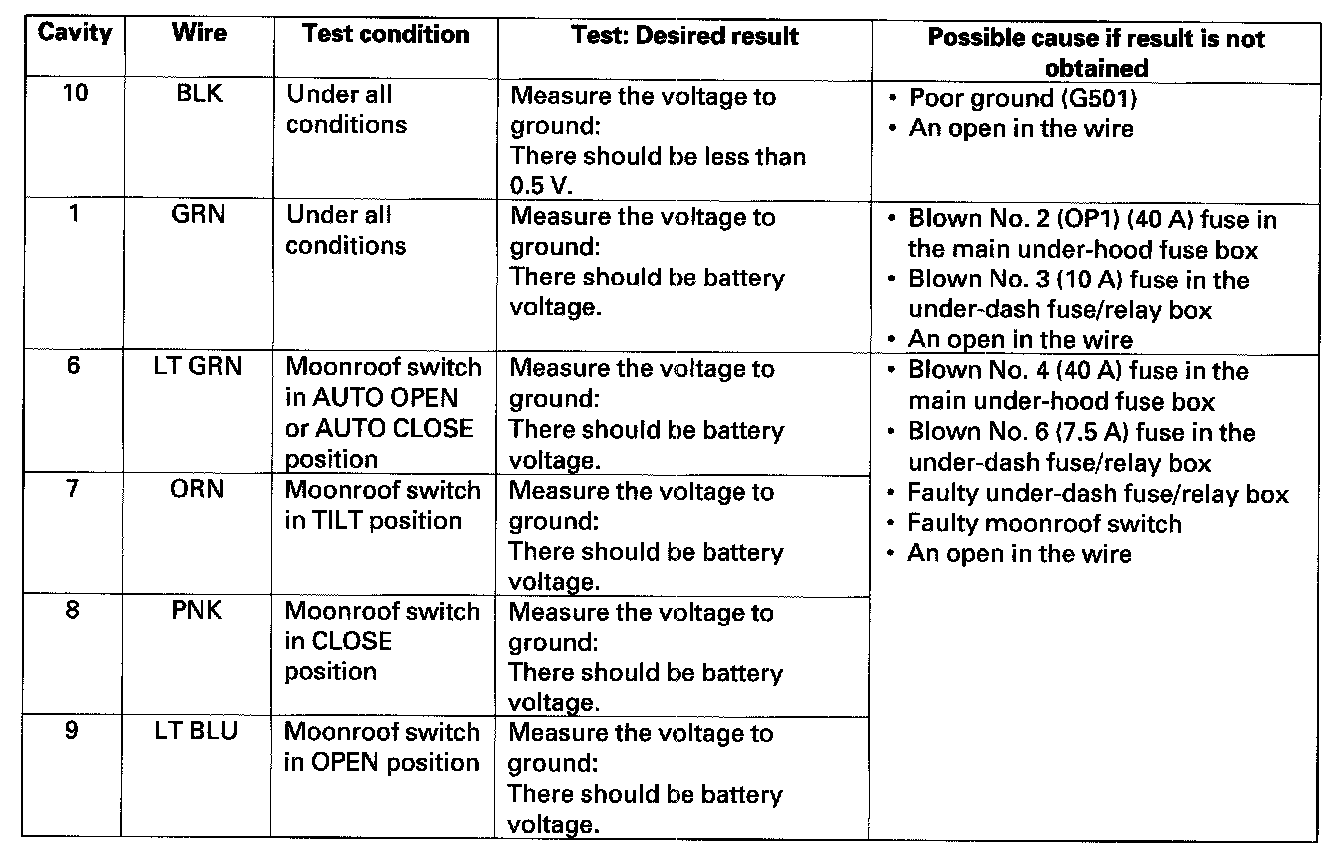 Cavity
Wire
Test condition
Test: Desired result
Possible cause if result is not
obtained
10
BLK
Under all
conditions
Measure the voltage to
ground:
There should be less than
0.5 V.
• Poor ground (G501)
• An open in the wire
1
GRN
Under all
conditions
Measure the voltage to
ground:
There should be battery
voltage.
• Blown No. 2 (OP1) (40 A) fuse in
the main under-hood fuse box
• Blown No. 3 (10 A) fuse in the
under-dash fuse/relay box
• An open in the wire
6
LT GRN
Moonroof switch
in AUTO OPEN
or AUTO CLOSE
position
Measure the voltage to
ground:
There should be battery
voltage.
• Blown No. 4 (40 A) fuse in the
main under-hood fuse box
• Blown No. 6 (7.5 A) fuse in the
under-dash fuse/relay box
• Faulty under-dash fuse/relay box
• Faulty moonroof switch
• An open in the wire
7
ORN
Moonroof switch
in TILT position
Measure the voltage to
ground:
There should be battery
voltage.
8
PNK
Moonroof switch
in CLOSE
position
Measure the voltage to
ground:
There should be battery
voltage.
9
LT BLU
Moonroof switch
in OPEN position
Measure the voltage to
ground:
There should be battery
voltage.